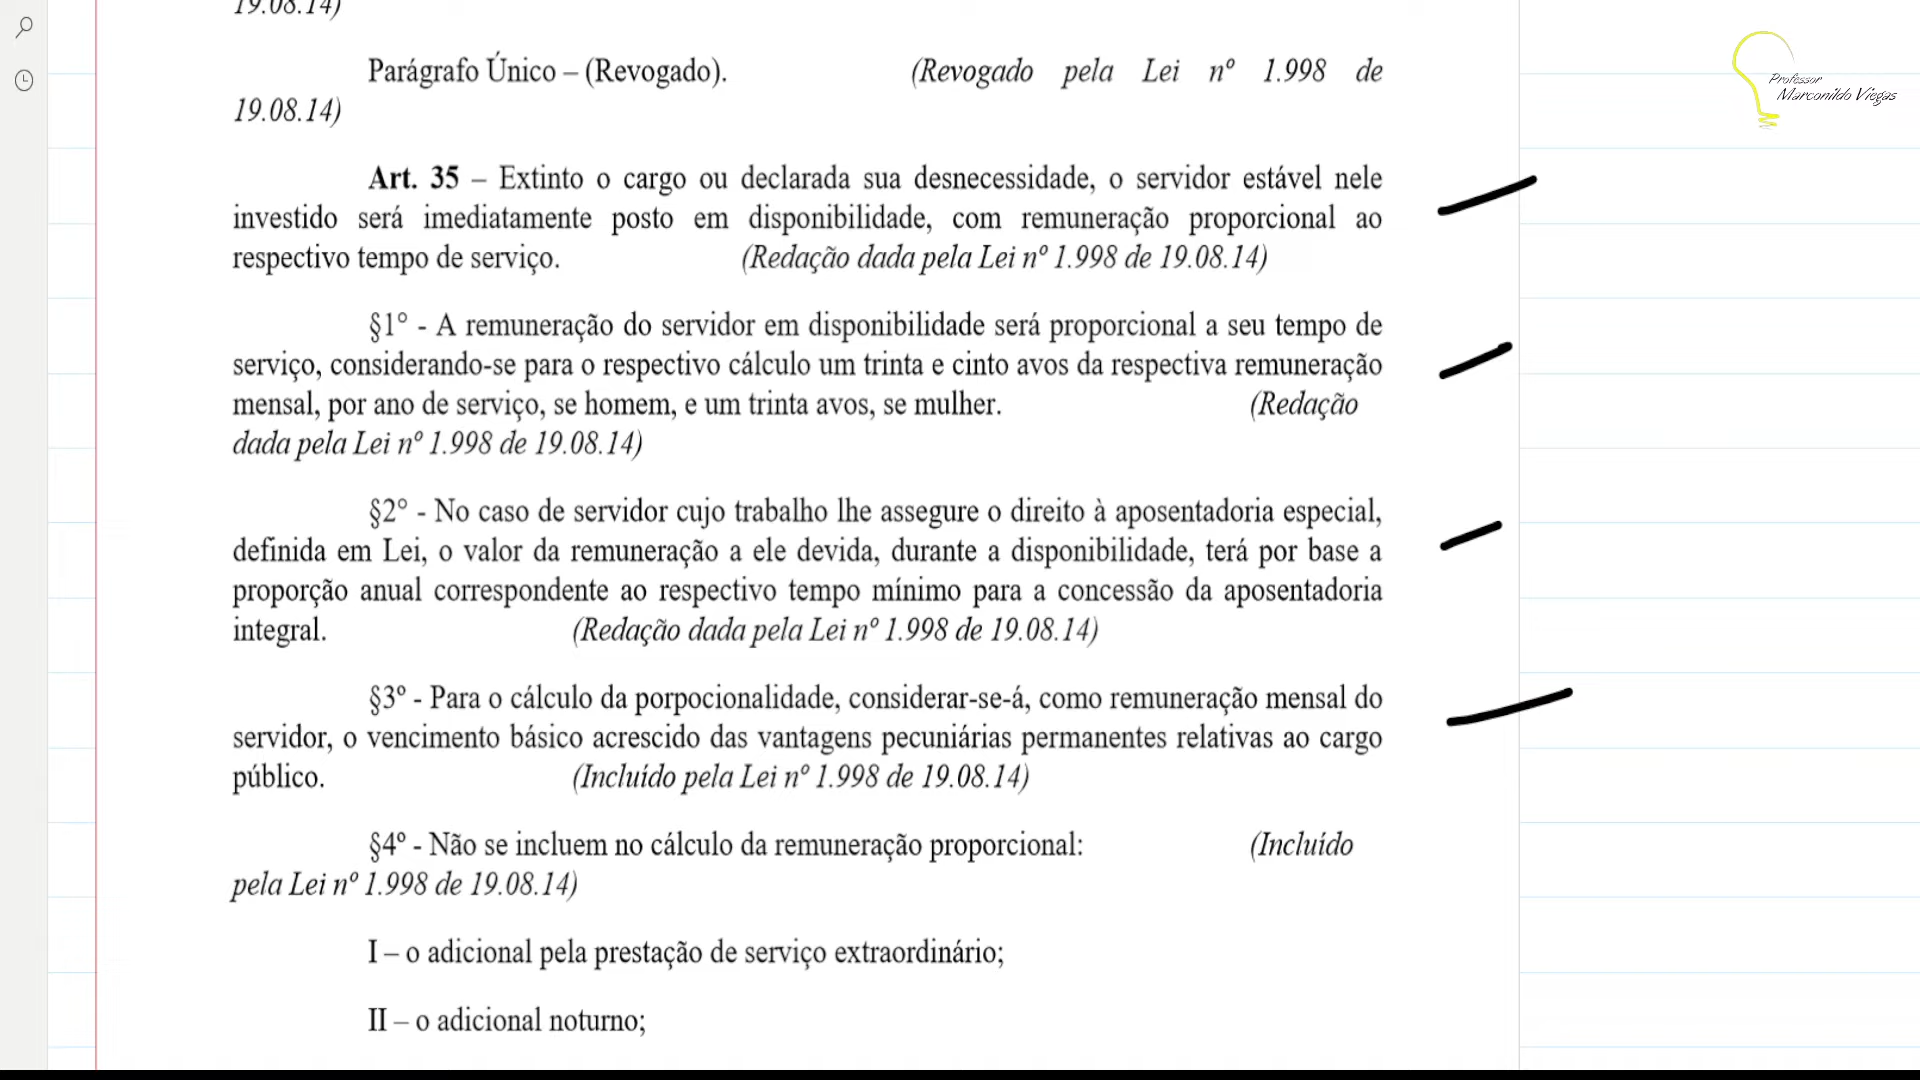 19.08.14)
Parágrafo Único – (Revogado). (Revogado pela Lei nº 1.998 de
19.08.14)
Art. 35 – Extinto o cargo ou declarada sua desnecessidade, o servidor estável nele
investido será imediatamente posto em disponibilidade, com remuneração proporcional ao
respectivo tempo de serviço. (Redação dada pela Lei nº 1.998 de 19.08.14)
§1° - A remuneração do servidor em disponibilidade será proporcional a seu tempo de
serviço, considerando-se para o respectivo cálculo um trinta e cinto avos da respectiva remuneração
mensal, por ano de serviço, se homem, e um trinta avos, se mulher. (Redação
dada pela Lei nº 1.998 de 19.08.14)
§2° - No caso de servidor cujo trabalho lhe assegure o direito à aposentadoria especial,
definida em Lei, o valor da remuneração a ele devida, durante a disponibilidade, terá por base a
proporção anual correspondente ao respectivo tempo mínimo para a concessão da aposentadoria
integral. (Redação dada pela Lei nº 1.998 de 19.08.14)
§3º - Para o cálculo da porpocionalidade, considerar-se-á, como remuneração mensal do
servidor, o vencimento básico acrescido das vantagens pecuniárias permanentes relativas ao cargo
público. (Incluído pela Lei nº 1.998 de 19.08.14)
§4º - Não se incluem no cálculo da remuneração proporcional: (Incluído
pela Lei nº 1.998 de 19.08.14)
I – o adicional pela prestação de serviço extraordinário;
II – o adicional noturno;
Professor
Marconildo Viegas